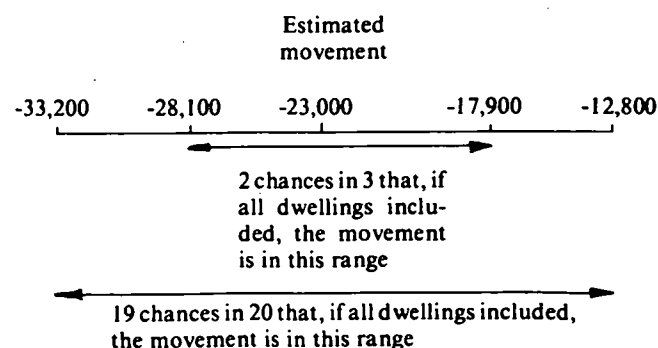 Estimated
movement
-33,200 -28,100 -23,000 -17,900 -12,800
2 chances in 3 that, if
all dwellings inclu-
ded, the movement
is in this range
19 chances in 20 that, if all dwellings included,
the movement is in this range